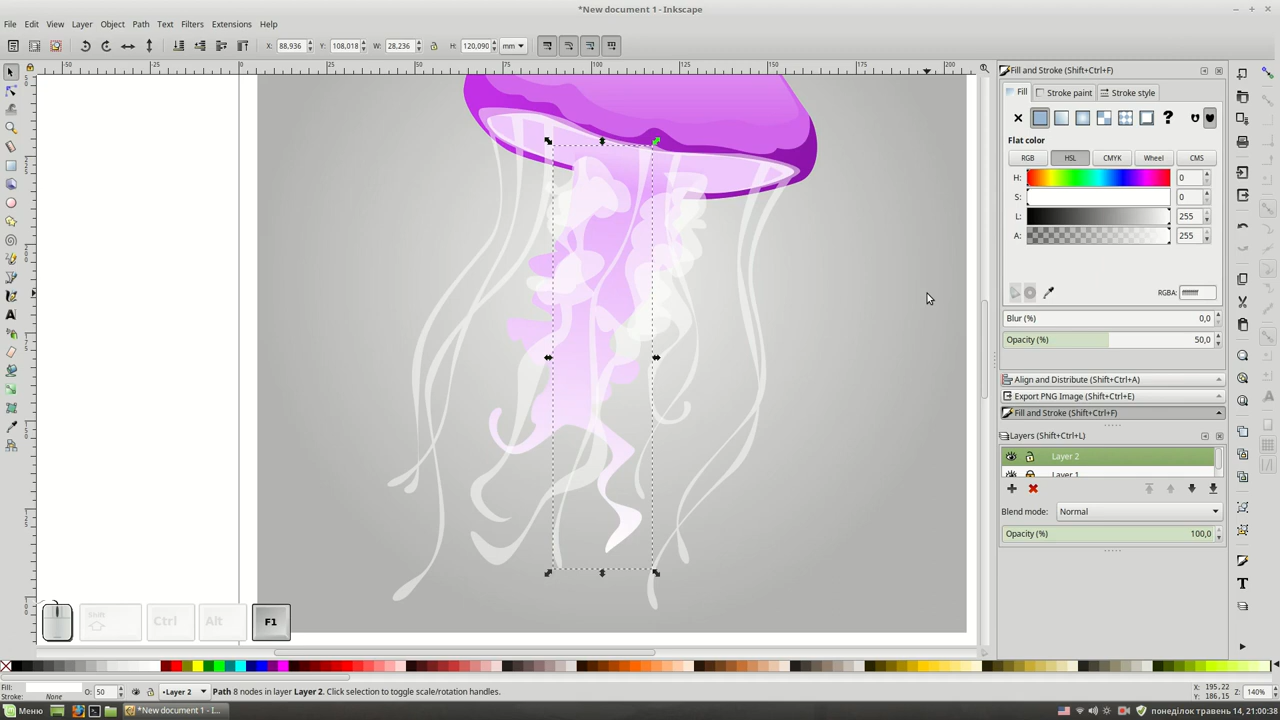 *New document 1 - Inkscape
File Edit View Layer Object Path Text Filters Extensions Help
X: 88,936 Y: 108,018 W: 28,236 H: 120,090 mm
Fill and Stroke (Shift+Ctrl+F)
Fill Stroke paint Stroke style
Flat color
RGB HSL CMYK Wheel CMS
H: 0
S: 0
L: 255
A: 255
RGBA: ffffffff
Blur (%) 0,0
Opacity (%) 50,0
Align and Distribute (Shift+Ctrl+A)
Export PNG Image (Shift+Ctrl+E)
Fill and Stroke (Shift+Ctrl+F)
Layers (Shift+Ctrl+L)
Layer 2
Layer 1
Blend mode: Normal
Opacity (%) 100,0
Shift Ctrl Alt F1
Fill:
Stroke: None
O: 50
Layer 2
Path 8 nodes in layer Layer 2. Click selection to toggle scale/rotation handles.
X: 195,22
Y: 186,15
Z: 140%
Меню
*New document 1 - I...
понеділок травень 14, 21:00:38